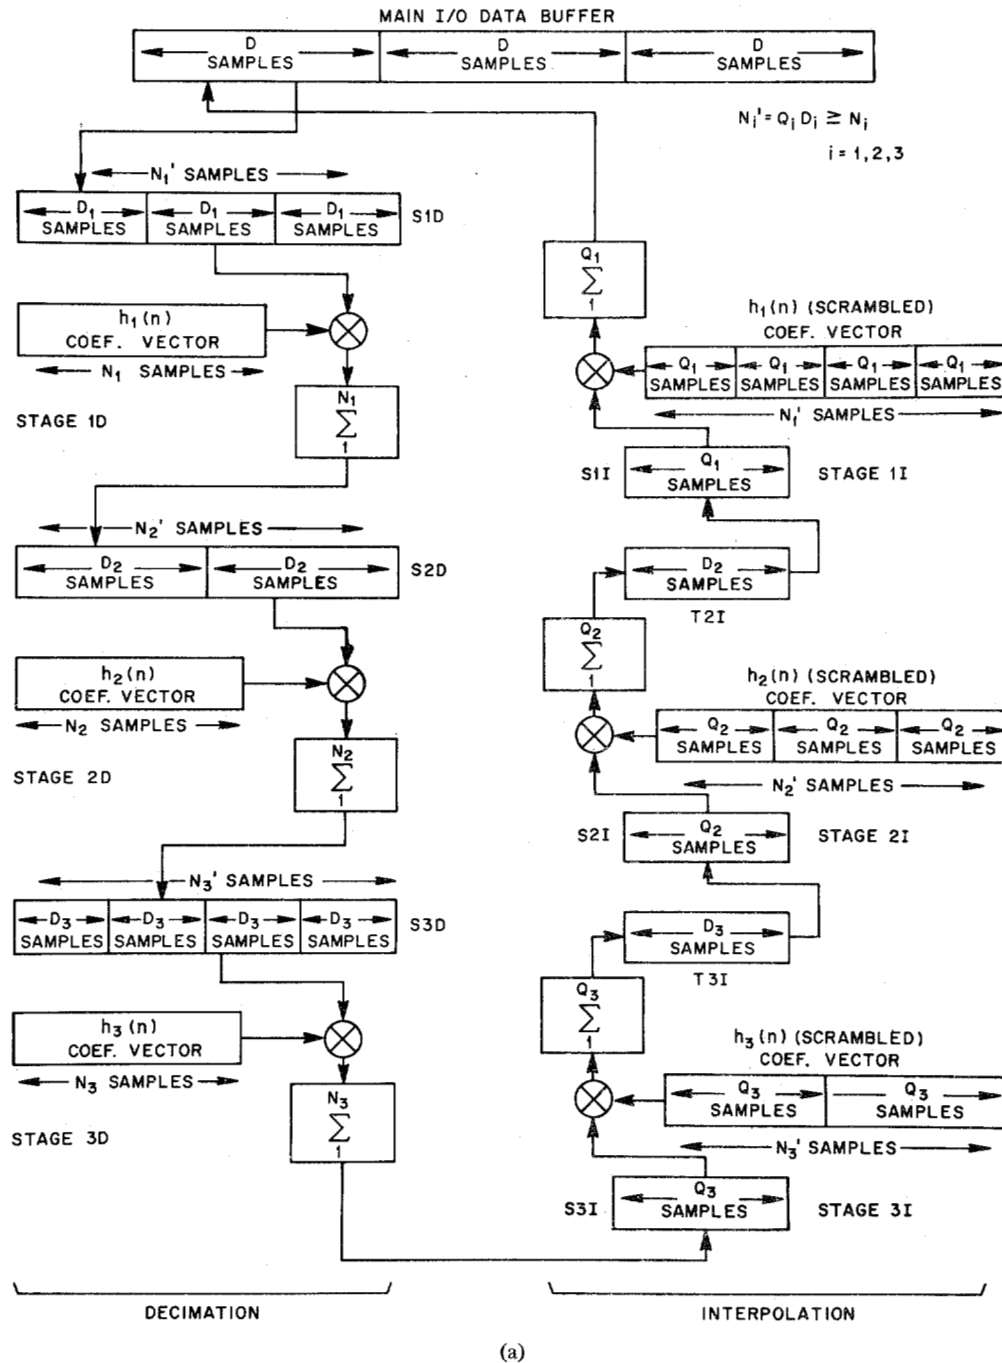 MAIN I/O DATA BUFFER
D SAMPLES
D SAMPLES
D SAMPLES
Nᵢ' = Qᵢ Dᵢ ≥ Nᵢ
i = 1, 2, 3
N₁' SAMPLES
D₁ SAMPLES
D₁ SAMPLES
D₁ SAMPLES
S1D
h₁(n)
COEF. VECTOR
N₁ SAMPLES
N₁
∑
1
STAGE 1D
N₂' SAMPLES
D₂ SAMPLES
D₂ SAMPLES
S2D
h₂(n)
COEF. VECTOR
N₂ SAMPLES
N₂
∑
1
STAGE 2D
N₃' SAMPLES
D₃ SAMPLES
D₃ SAMPLES
D₃ SAMPLES
D₃ SAMPLES
S3D
h₃(n)
COEF. VECTOR
N₃ SAMPLES
N₃
∑
1
STAGE 3D
DECIMATION
Q₁
∑
1
h₁(n) (SCRAMBLED)
COEF. VECTOR
Q₁ SAMPLES
Q₁ SAMPLES
Q₁ SAMPLES
Q₁ SAMPLES
N₁' SAMPLES
S1I
Q₁ SAMPLES
STAGE 1I
D₂ SAMPLES
T2I
Q₂
∑
1
h₂(n) (SCRAMBLED)
COEF. VECTOR
Q₂ SAMPLES
Q₂ SAMPLES
Q₂ SAMPLES
N₂' SAMPLES
S2I
Q₂ SAMPLES
STAGE 2I
D₃ SAMPLES
T3I
Q₃
∑
1
h₃(n) (SCRAMBLED)
COEF. VECTOR
Q₃ SAMPLES
Q₃ SAMPLES
N₃' SAMPLES
S3I
Q₃ SAMPLES
STAGE 3I
INTERPOLATION
(a)